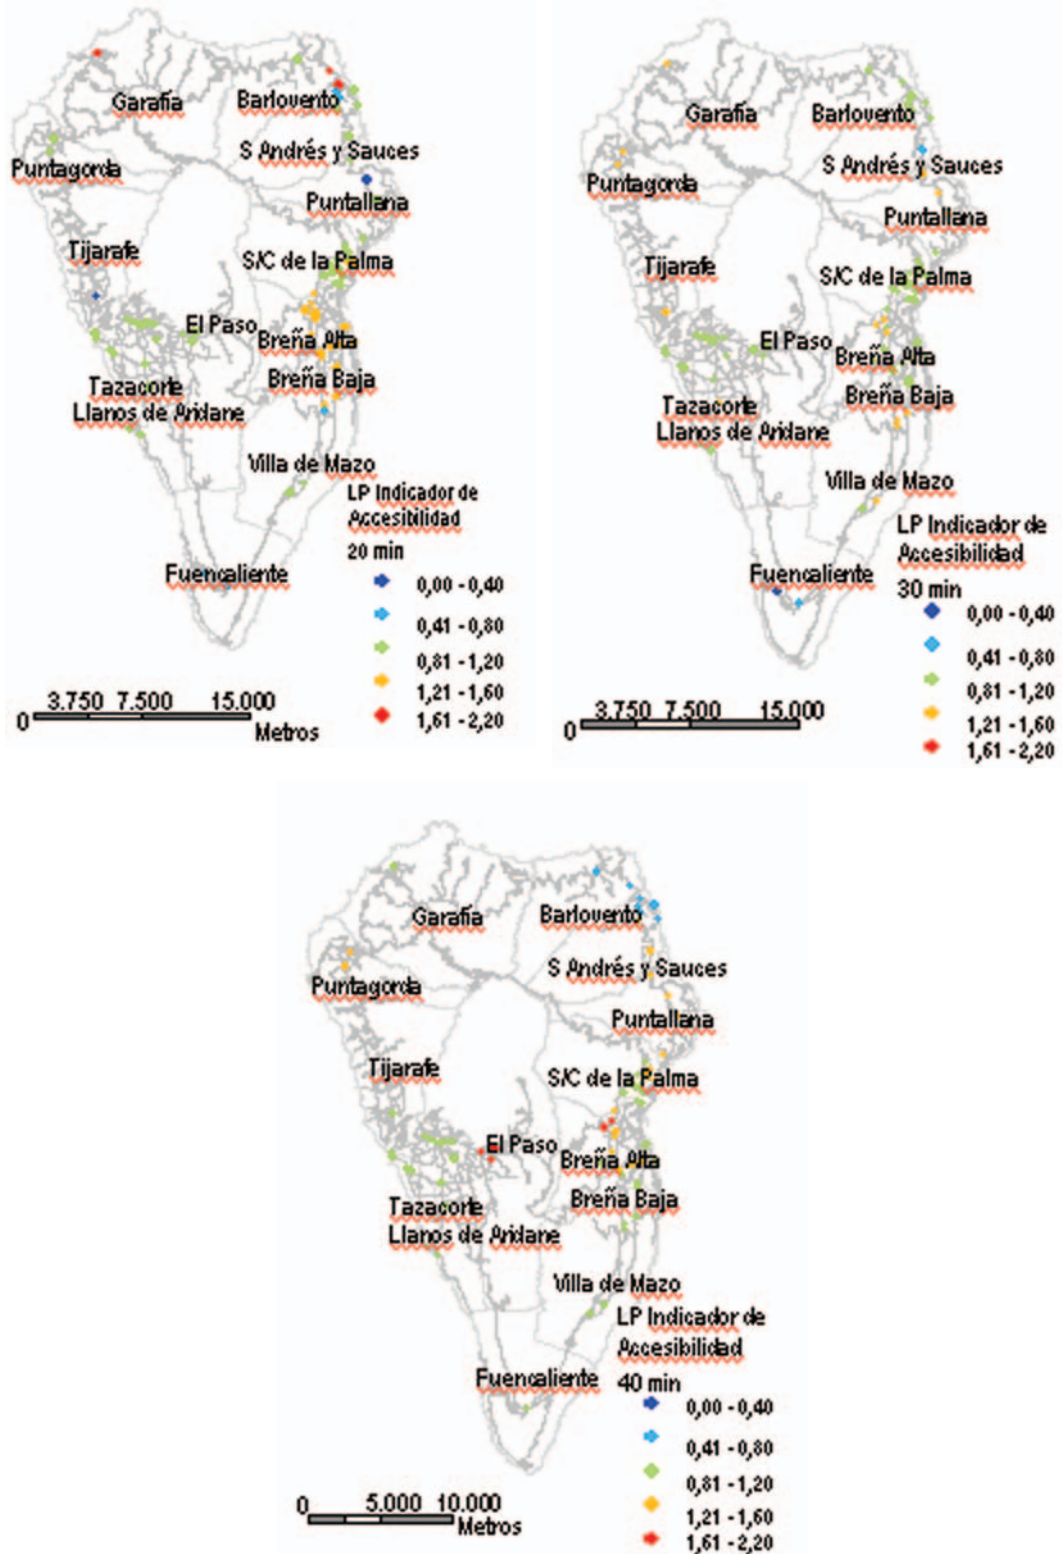 Garafía
Barlovento
S Andrés y Sauces
Puntagorda
Puntallana
Tijarafe
S/C de la Palma
El Paso
Breña Alta
Breña Baja
Tazacorte
Llanos de Aridane
Villa de Mazo
LP Indicador de
Accesibilidad
20 min
Fuencaliente
0,00 - 0,40
0,41 - 0,80
0,81 - 1,20
1,21 - 1,60
1,61 - 2,20
0 3.750 7.500 15.000
Metros
Garafía
Barlovento
S Andrés y Sauces
Puntagorda
Puntallana
Tijarafe
S/C de la Palma
El Paso
Breña Alta
Breña Baja
Tazacorte
Llanos de Aridane
Villa de Mazo
LP Indicador de
Accesibilidad
Fuencaliente
30 min
0,00 - 0,40
0,41 - 0,80
0,81 - 1,20
1,21 - 1,60
1,61 - 2,20
0 3.750 7.500 15.000
Garafía
Barlovento
S Andrés y Sauces
Puntagorda
Puntallana
Tijarafe
S/C de la Palma
El Paso
Breña Alta
Breña Baja
Tazacorte
Llanos de Aridane
Villa de Mazo
LP Indicador de
Accesibilidad
Fuencaliente
40 min
0,00 - 0,40
0,41 - 0,80
0,81 - 1,20
1,21 - 1,60
1,61 - 2,20
0 5.000 10.000
Metros